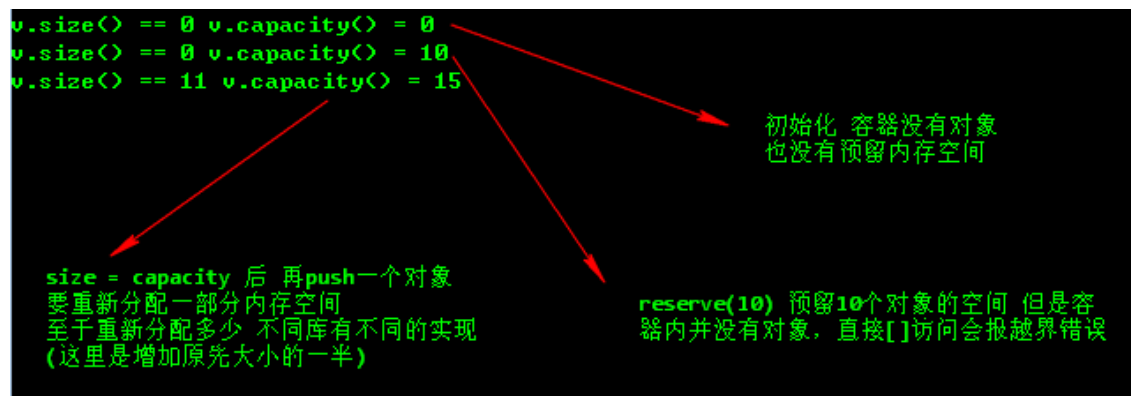 v.size() == 0 v.capacity() = 0
v.size() == 0 v.capacity() = 10
v.size() == 11 v.capacity() = 15
初始化 容器没有对象
也没有预留内存空间
size = capacity 后 再push一个对象
要重新分配一部分内存空间
至于重新分配多少 不同库有不同的实现
(这里是增加原先大小的一半)
reserve(10) 预留10个对象的空间 但是容
器内并没有对象，直接[]访问会报越界错误